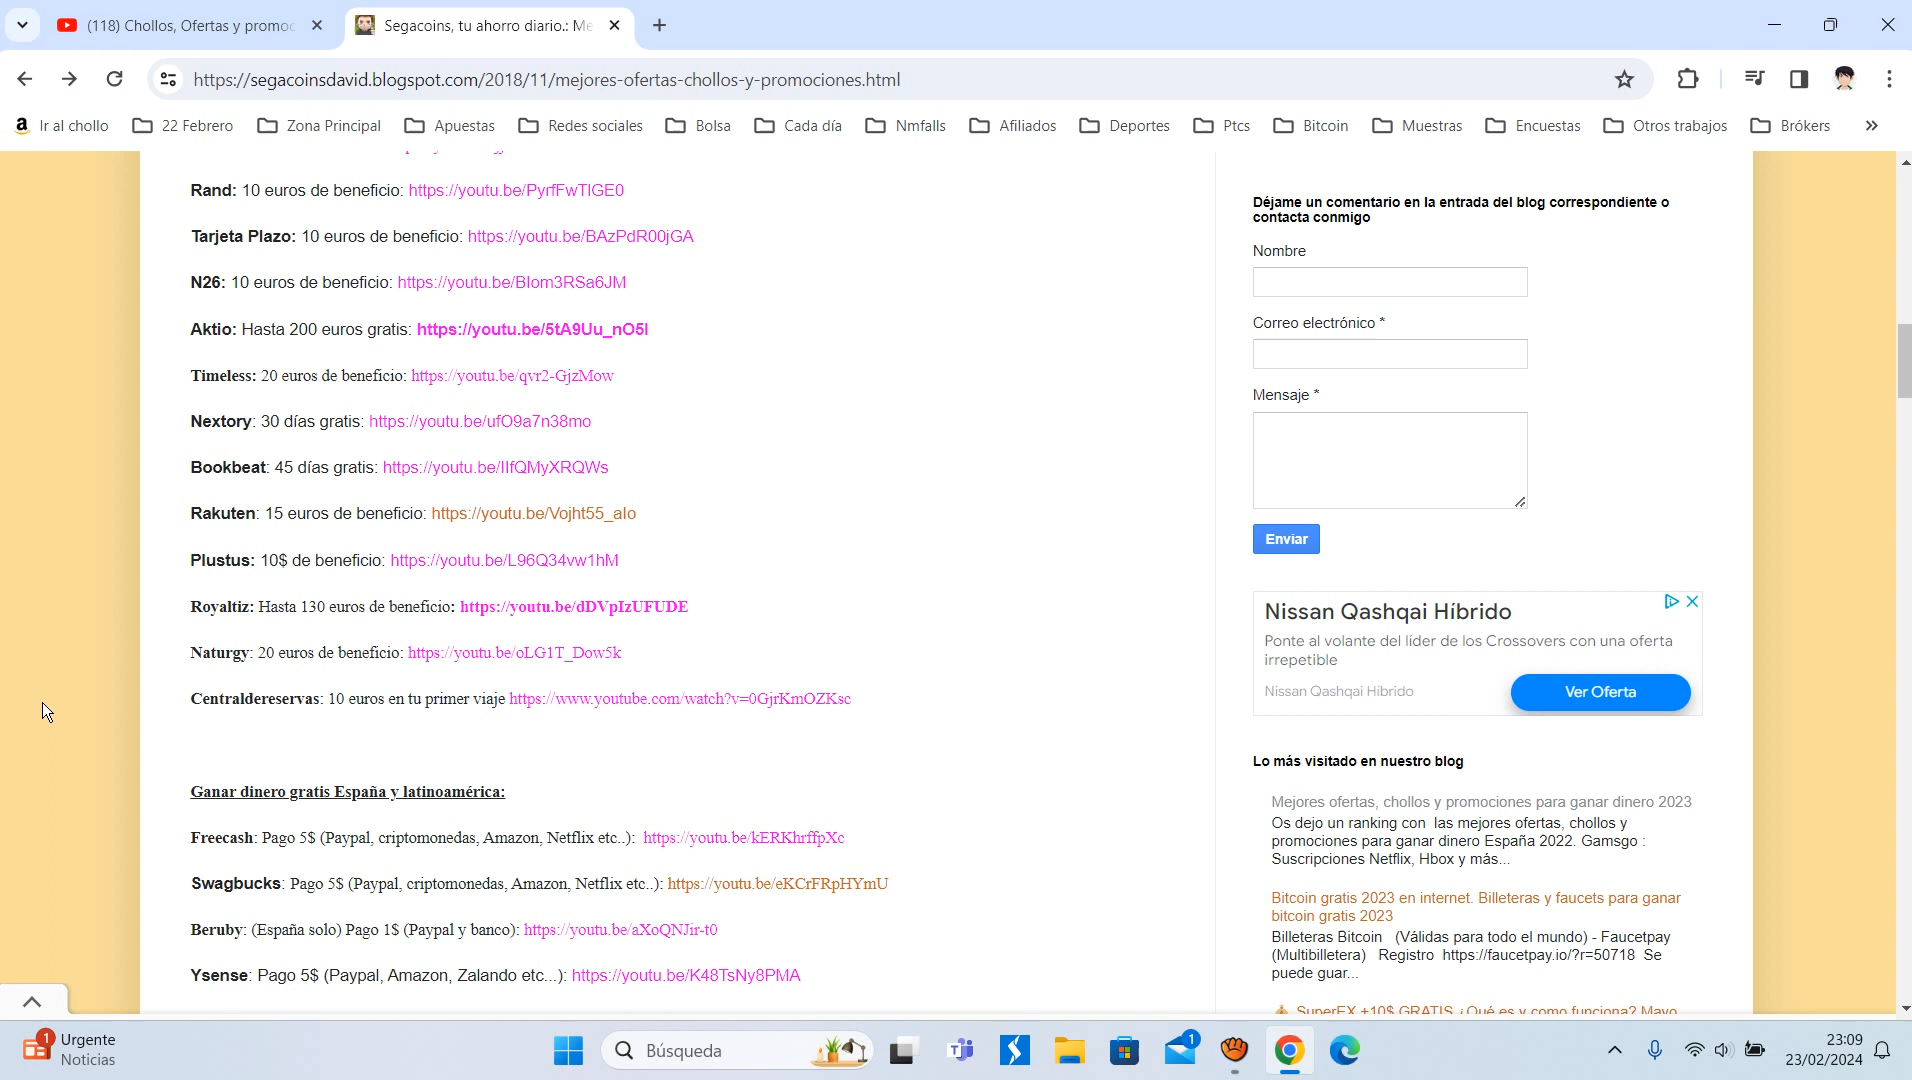 (118) Chollos, Ofertas y promoc
Segacoins, tu ahorro diario.: Me
https://segacoinsdavid.blogspot.com/2018/11/mejores-ofertas-chollos-y-promociones.html
Ir al chollo
22 Febrero
Zona Principal
Apuestas
Redes sociales
Bolsa
Cada día
Nmfalls
Afiliados
Deportes
Ptcs
Bitcoin
Muestras
Encuestas
Otros trabajos
Brókers
Rand: 10 euros de beneficio: https://youtu.be/PyrfFwTlGE0
Tarjeta Plazo: 10 euros de beneficio: https://youtu.be/BAzPdR00jGA
N26: 10 euros de beneficio: https://youtu.be/Blom3RSa6JM
Aktio: Hasta 200 euros gratis: https://youtu.be/5tA9Uu_nO5I
Timeless: 20 euros de beneficio: https://youtu.be/qvr2-GjzMow
Nextory: 30 días gratis: https://youtu.be/ufO9a7n38mo
Bookbeat: 45 días gratis: https://youtu.be/IIfQMyXRQWs
Rakuten: 15 euros de beneficio: https://youtu.be/Vojht55_alo
Plustus: 10$ de beneficio: https://youtu.be/L96Q34vw1hM
Royaltiz: Hasta 130 euros de beneficio: https://youtu.be/dDVpIzUFUDE
Naturgy: 20 euros de beneficio: https://youtu.be/oLG1T_Dow5k
Centraldereservas: 10 euros en tu primer viaje https://www.youtube.com/watch?v=0GjrKmOZKsc
Ganar dinero gratis España y latinoamérica:
Freecash: Pago 5$ (Paypal, criptomonedas, Amazon, Netflix etc..): https://youtu.be/kERKhrffpXc
Swagbucks: Pago 5$ (Paypal, criptomonedas, Amazon, Netflix etc..): https://youtu.be/eKCrFRpHYmU
Beruby: (España solo) Pago 1$ (Paypal y banco): https://youtu.be/aXoQNJir-t0
Ysense: Pago 5$ (Paypal, Amazon, Zalando etc...): https://youtu.be/K48TsNy8PMA
Déjame un comentario en la entrada del blog correspondiente o
contacta conmigo
Nombre
Correo electrónico *
Mensaje *
Enviar
Nissan Qashqai Híbrido
Ponte al volante del líder de los Crossovers con una oferta
irrepetible
Nissan Qashqai Híbrido
Ver Oferta
Lo más visitado en nuestro blog
Mejores ofertas, chollos y promociones para ganar dinero 2023
Os dejo un ranking con las mejores ofertas, chollos y
promociones para ganar dinero España 2022. Gamsgo :
Suscripciones Netflix, Hbox y más...
Bitcoin gratis 2023 en internet. Billeteras y faucets para ganar
bitcoin gratis 2023
Billeteras Bitcoin (Válidas para todo el mundo) - Faucetpay
(Multibilletera) Registro https://faucetpay.io/?r=50718 Se
puede guar...
SuperEX +10$ GRATIS ¿Qué es y como funciona? Mayo
1
Urgente
Noticias
Búsqueda
1
23:09
23/02/2024